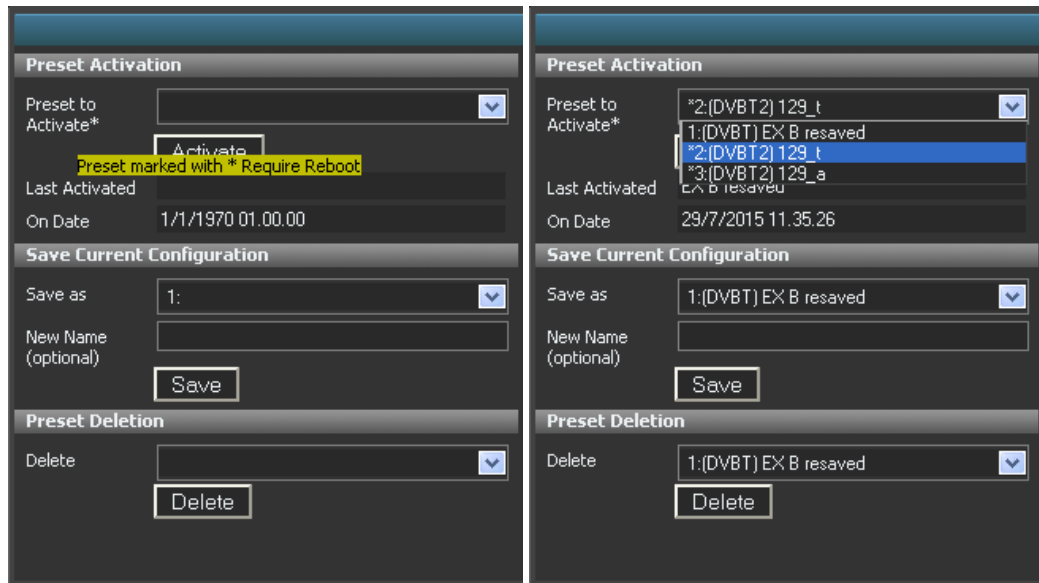 Preset Activation
Preset to
Activate*
Activate
Preset marked with * Require Reboot
Last Activated
On Date
1/1/1970 01.00.00
Save Current Configuration
Save as
1:
New Name
(optional)
Save
Preset Deletion
Delete
Delete
Preset Activation
Preset to
Activate*
*2:(DVBT2) 129_t
1:(DVBT) EX B resaved
*2:(DVBT2) 129_t
*3:(DVBT2) 129_a
Last Activated
EX B resaved
On Date
29/7/2015 11.35.26
Save Current Configuration
Save as
1:(DVBT) EX B resaved
New Name
(optional)
Save
Preset Deletion
Delete
1:(DVBT) EX B resaved
Delete